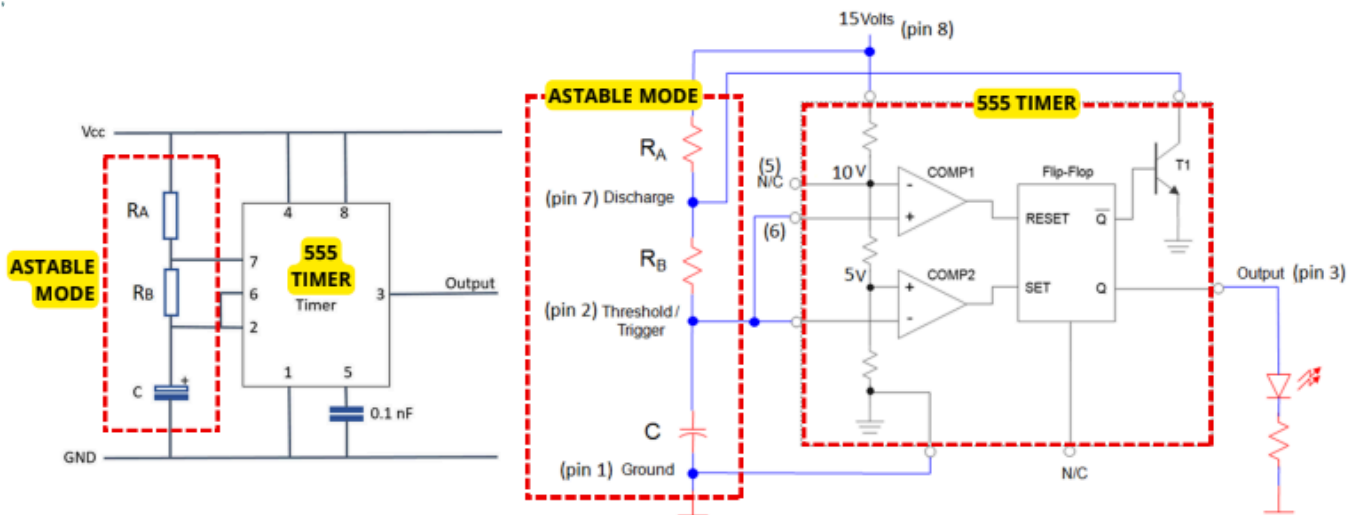 Vcc
ASTABLE
MODE
RA
RB
C
+
GND
4
8
7
6
2
3
1
5
555
TIMER
Timer
Output
0.1 nF
15Volts (pin 8)
ASTABLE MODE
RA
(pin 7) Discharge
RB
(pin 2) Threshold /
Trigger
C
(pin 1) Ground
555 TIMER
(5)
N/C
10 V
(6)
5V
COMP1
-
+
COMP2
+
-
Flip-Flop
RESET
Q
SET
Q
T1
N/C
Output (pin 3)